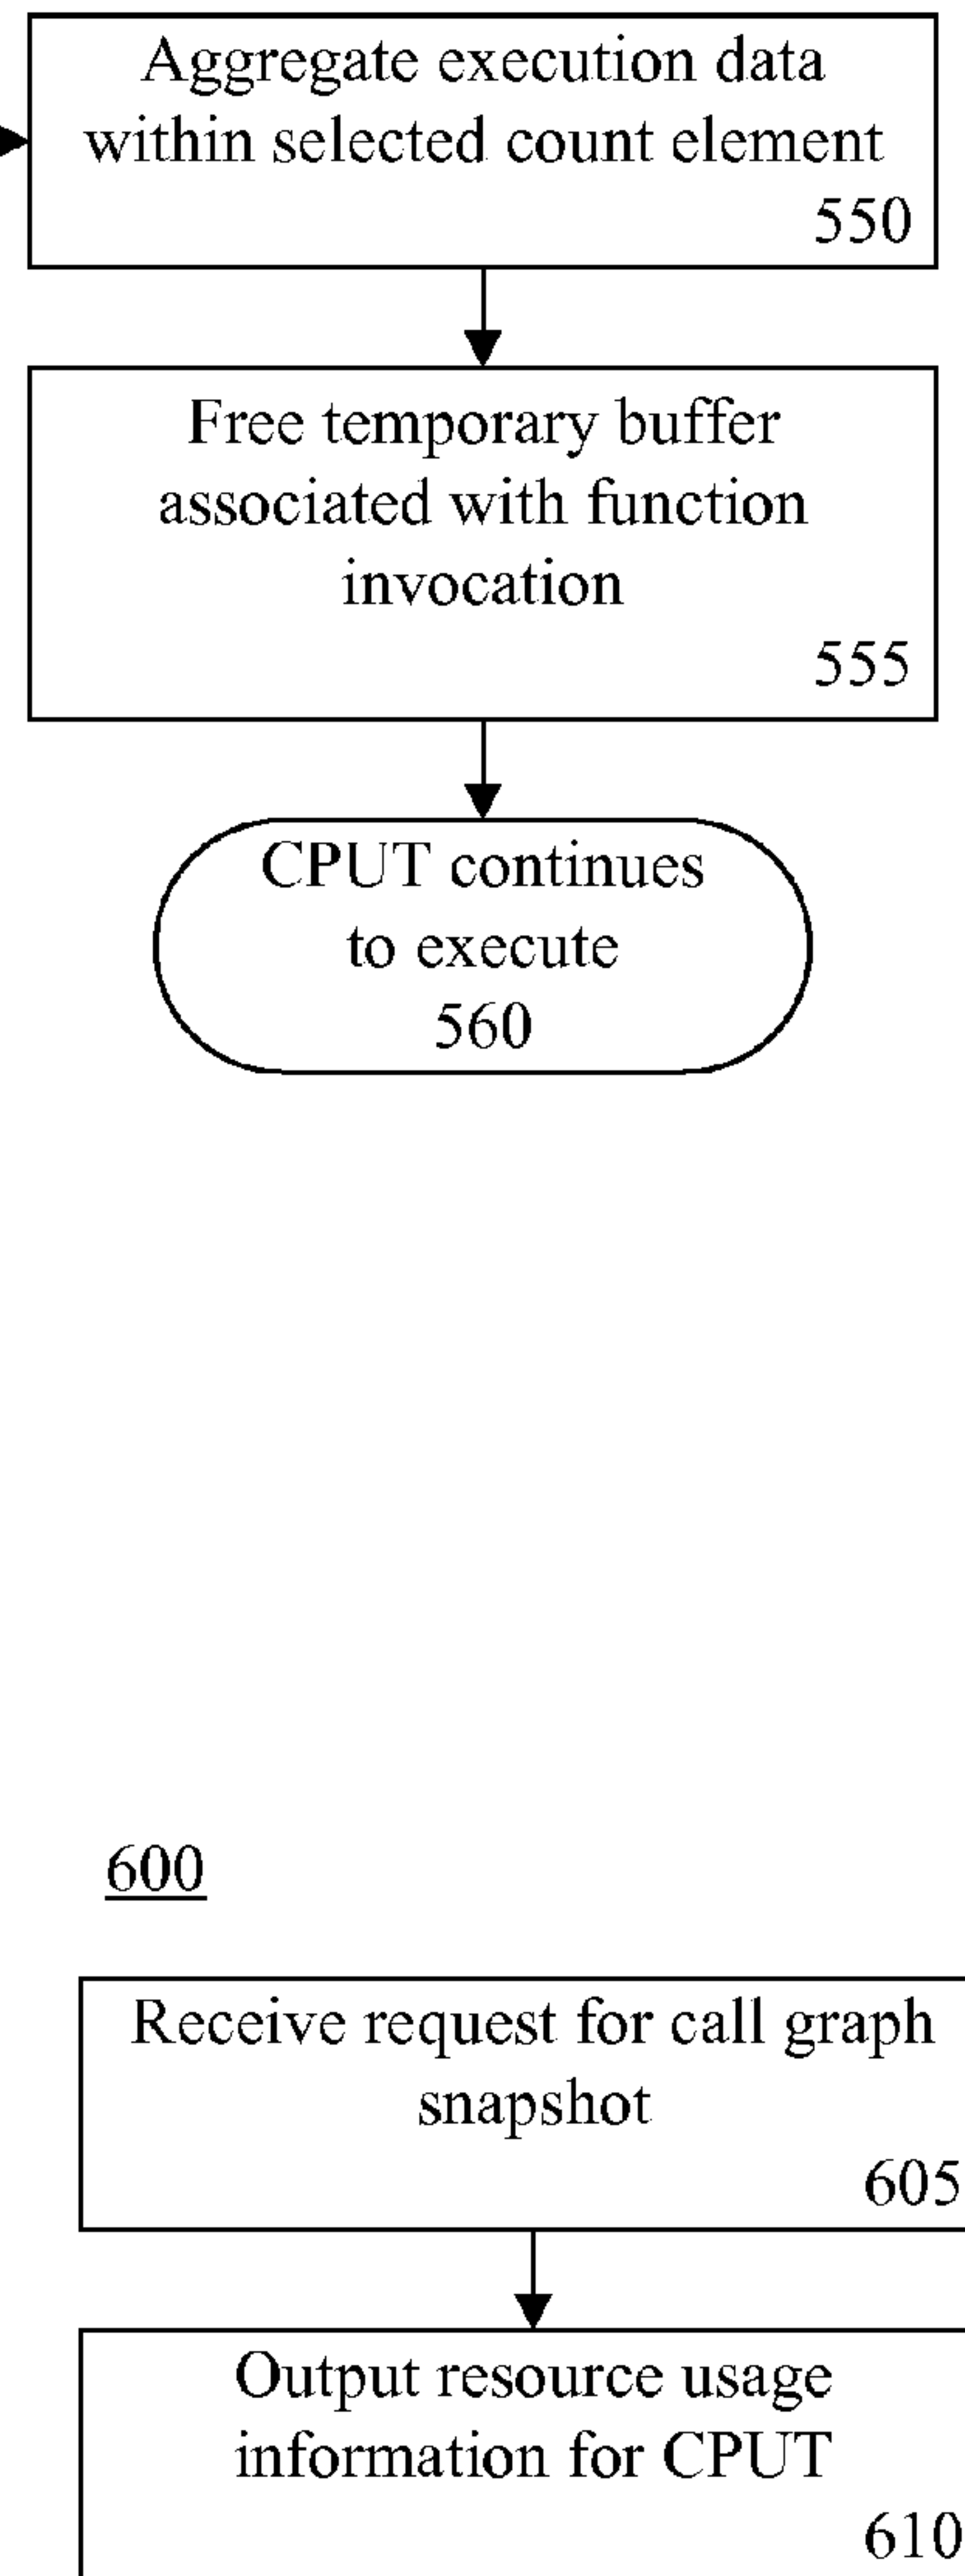 Aggregate execution data
within selected count element
550
Free temporary buffer
associated with function
invocation
555
CPUT continues
to execute
560
600
Receive request for call graph
snapshot
605
Output resource usage
information for CPUT
610